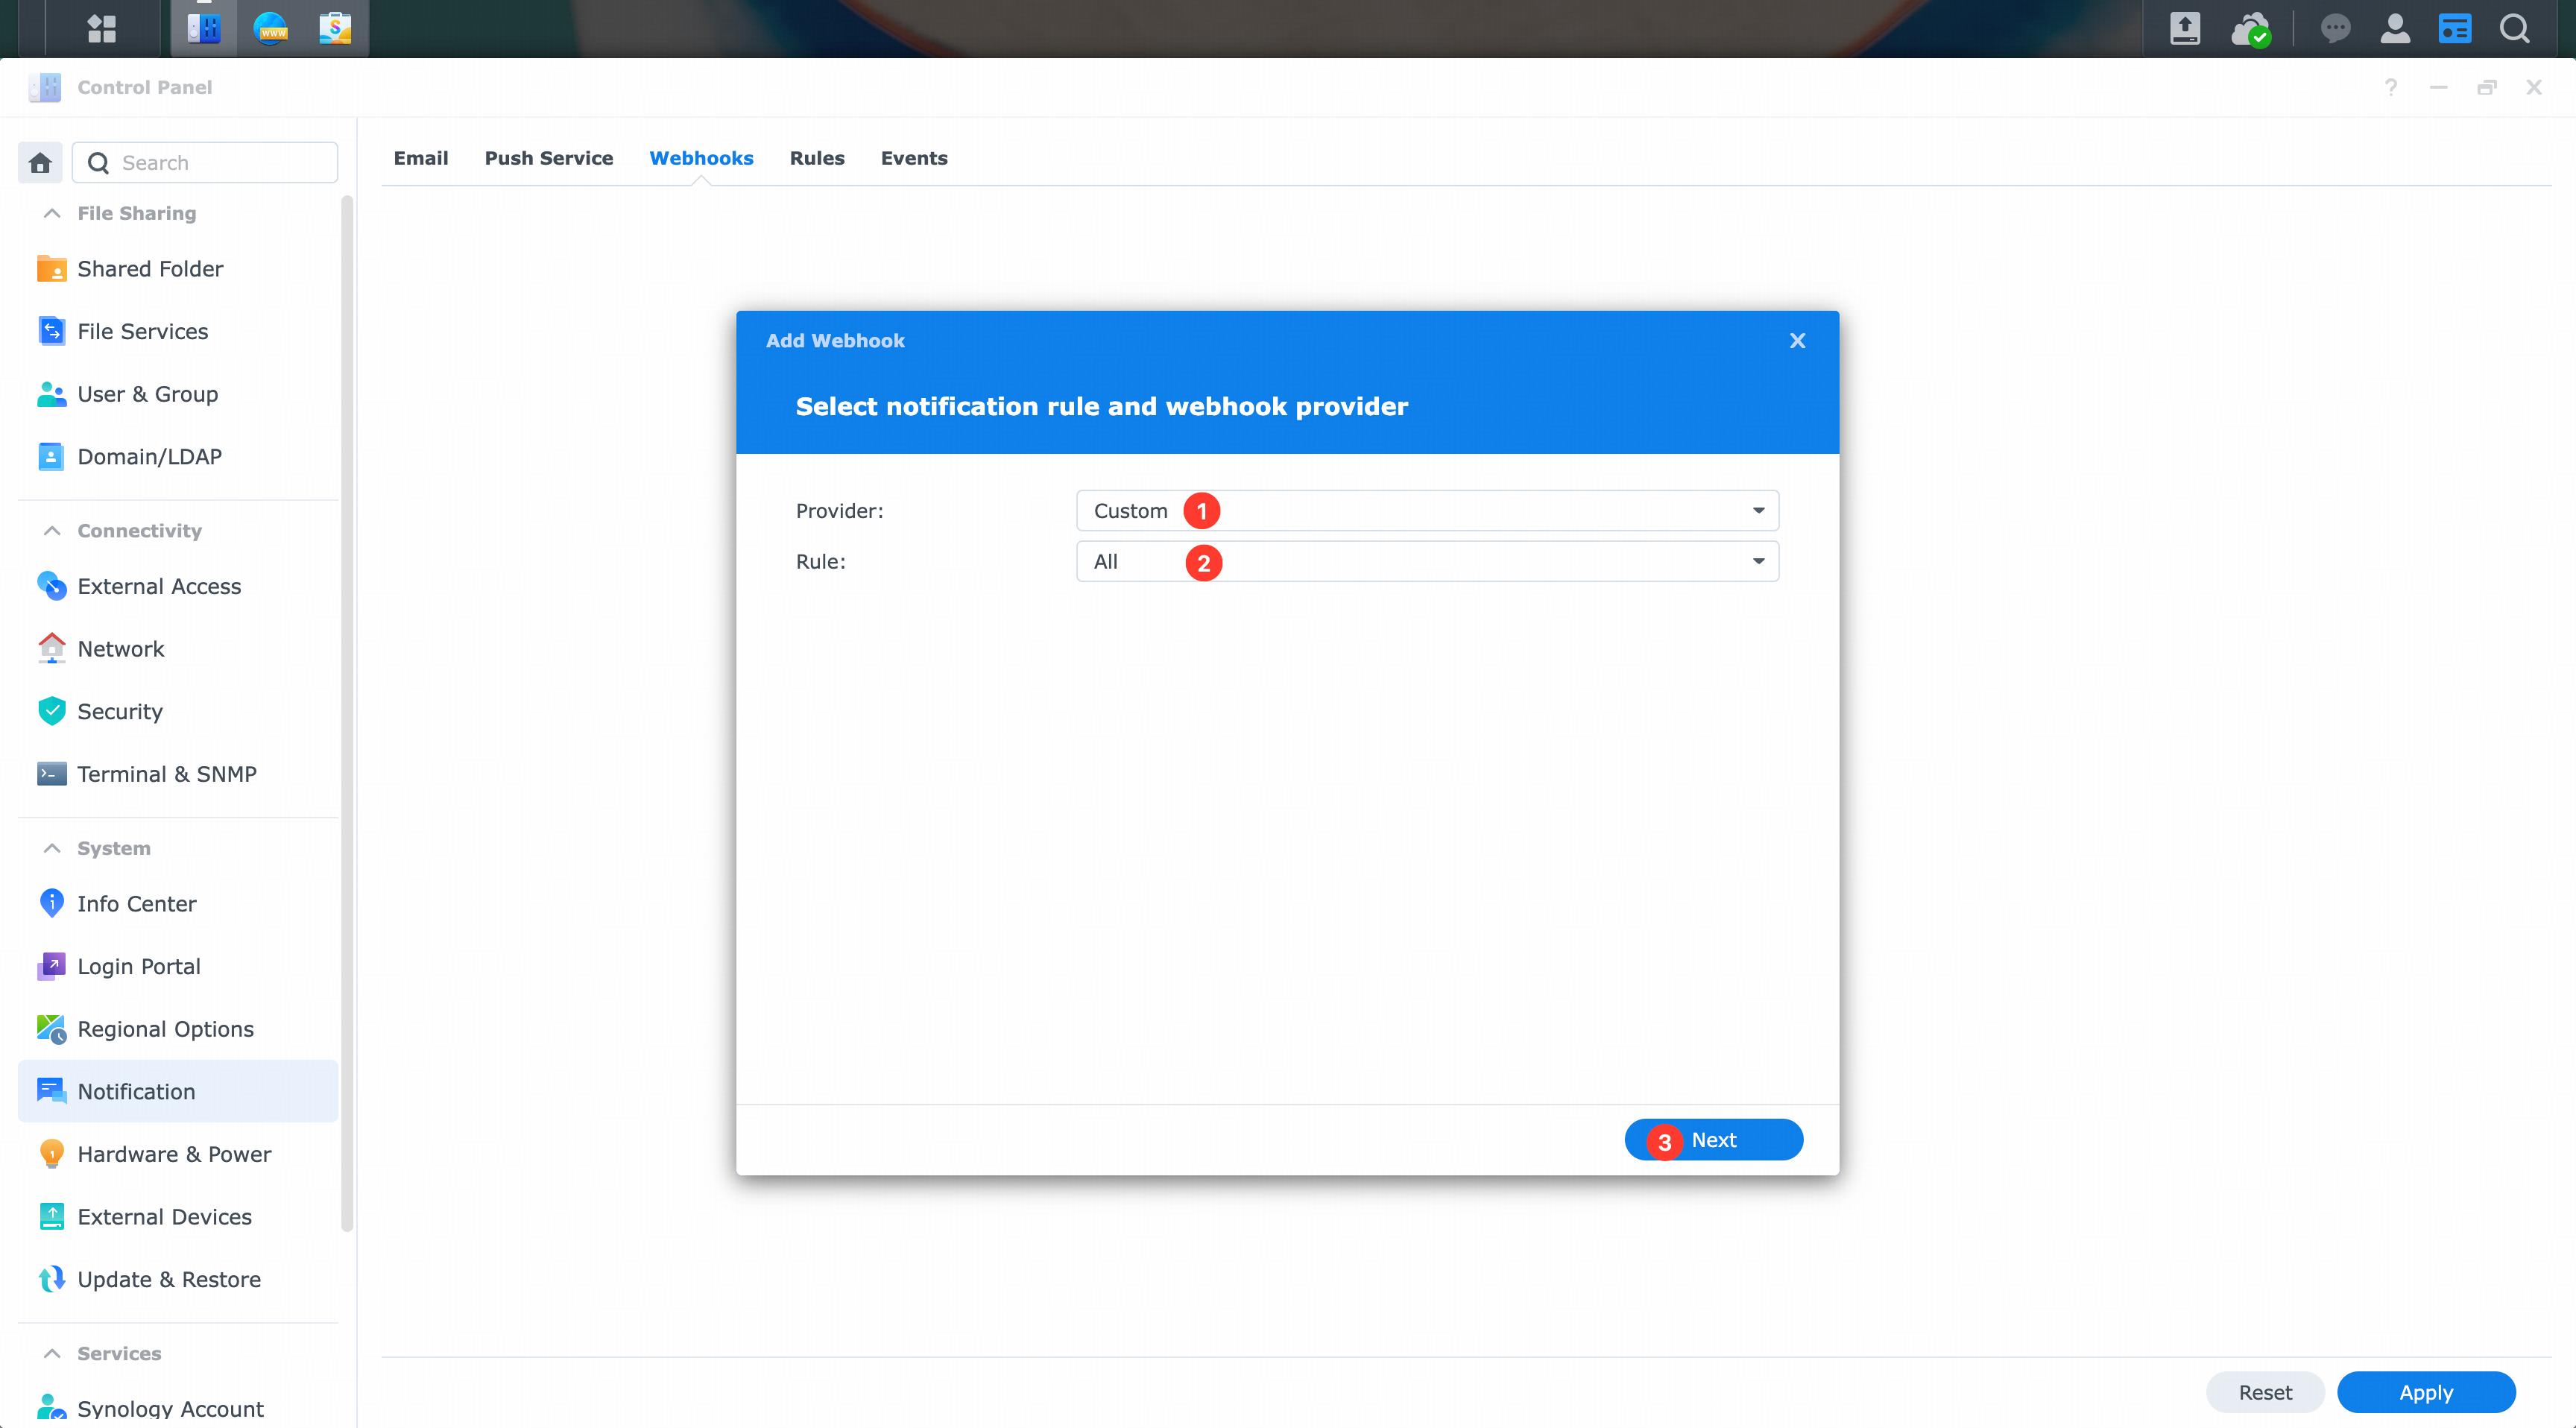 WWW
S
Control Panel
?
Search
Email
Push Service
Webhooks
Rules
Events
File Sharing
Shared Folder
File Services
User & Group
Domain/LDAP
Connectivity
External Access
Network
Security
Terminal & SNMP
System
Info Center
Login Portal
Regional Options
Notification
Hardware & Power
External Devices
Update & Restore
Services
Synology Account
Add Webhook
Select notification rule and webhook provider
Provider:
Custom
1
Rule:
All
2
3
Next
Reset
Apply